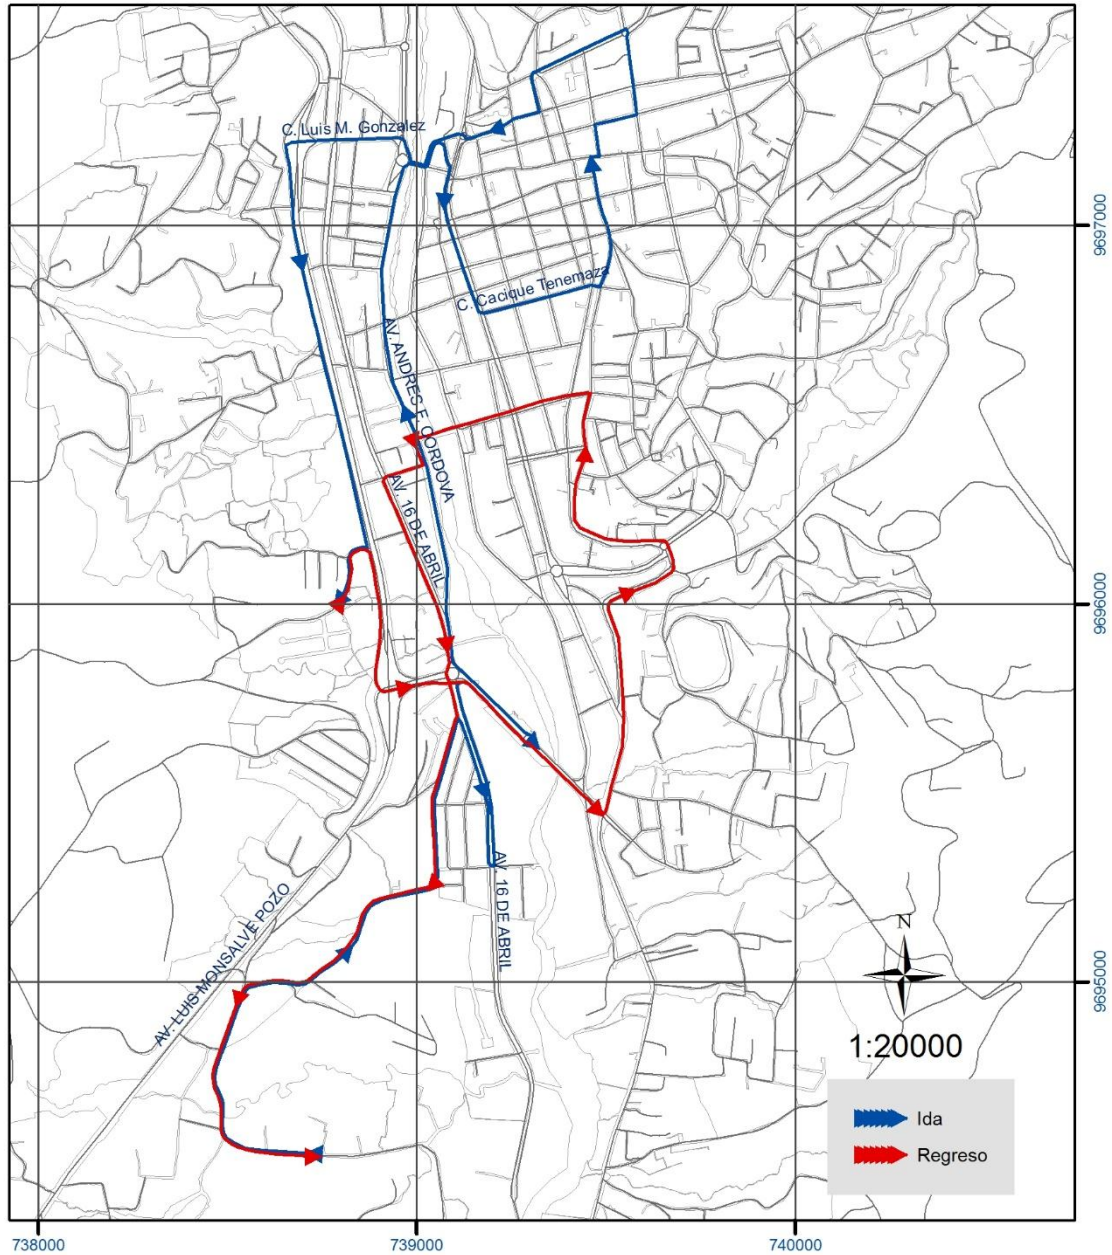 C. Luis M. Gonzalez
9697000
C. Cacique Tenemaza
AV. ANDRES F. CORDOVA
AV. 16 DE ABRIL
9696000
AV. 16 DE ABRIL
AV. LUIS MONSALVE POZO
N
9695000
1:20000
Ida
Regreso
738000
739000
740000